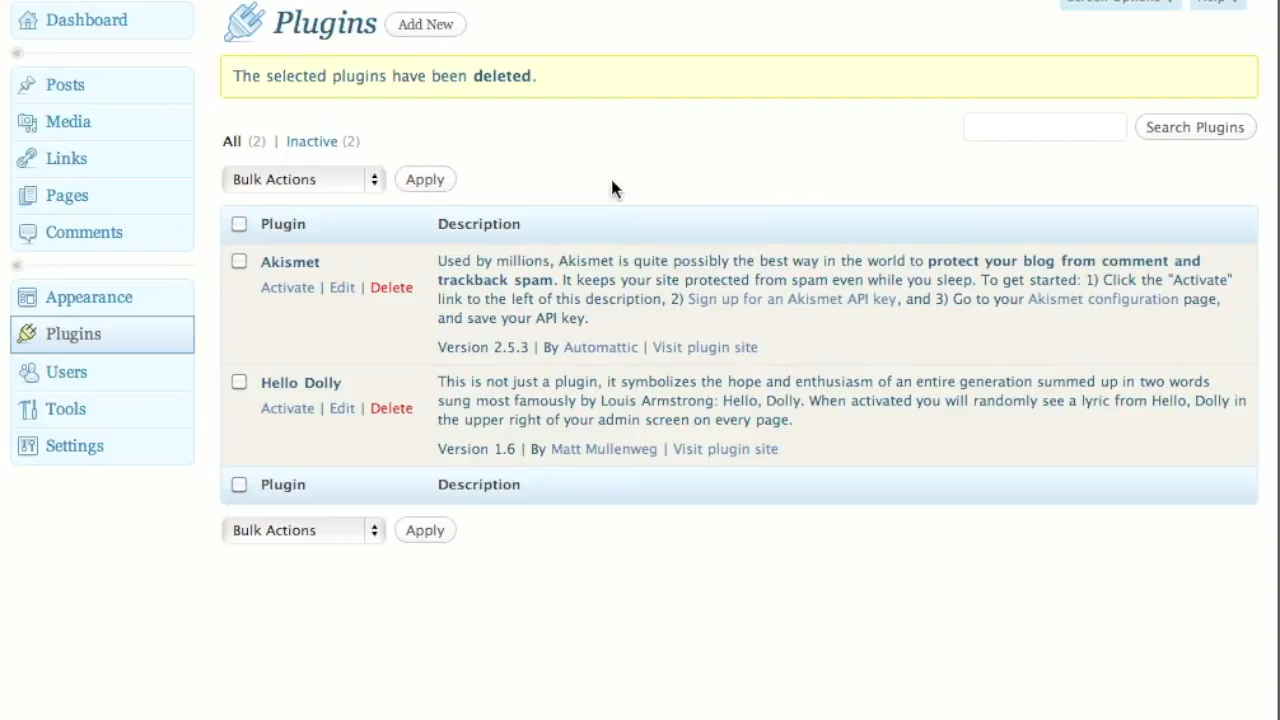 Dashboard
Plugins Add New
The selected plugins have been deleted.
Posts
Media
Links
Pages
Comments
All (2) | Inactive (2)
Search Plugins
Bulk Actions Apply
Plugin Description
Akismet
Activate | Edit | Delete
Used by millions, Akismet is quite possibly the best way in the world to protect your blog from comment and
trackback spam. It keeps your site protected from spam even while you sleep. To get started: 1) Click the "Activate"
link to the left of this description, 2) Sign up for an Akismet API key, and 3) Go to your Akismet configuration page,
and save your API key.
Version 2.5.3 | By Automattic | Visit plugin site
Appearance
Plugins
Users
Tools
Settings
Hello Dolly
Activate | Edit | Delete
This is not just a plugin, it symbolizes the hope and enthusiasm of an entire generation summed up in two words
sung most famously by Louis Armstrong: Hello, Dolly. When activated you will randomly see a lyric from Hello, Dolly in
the upper right of your admin screen on every page.
Version 1.6 | By Matt Mullenweg | Visit plugin site
Plugin Description
Bulk Actions Apply